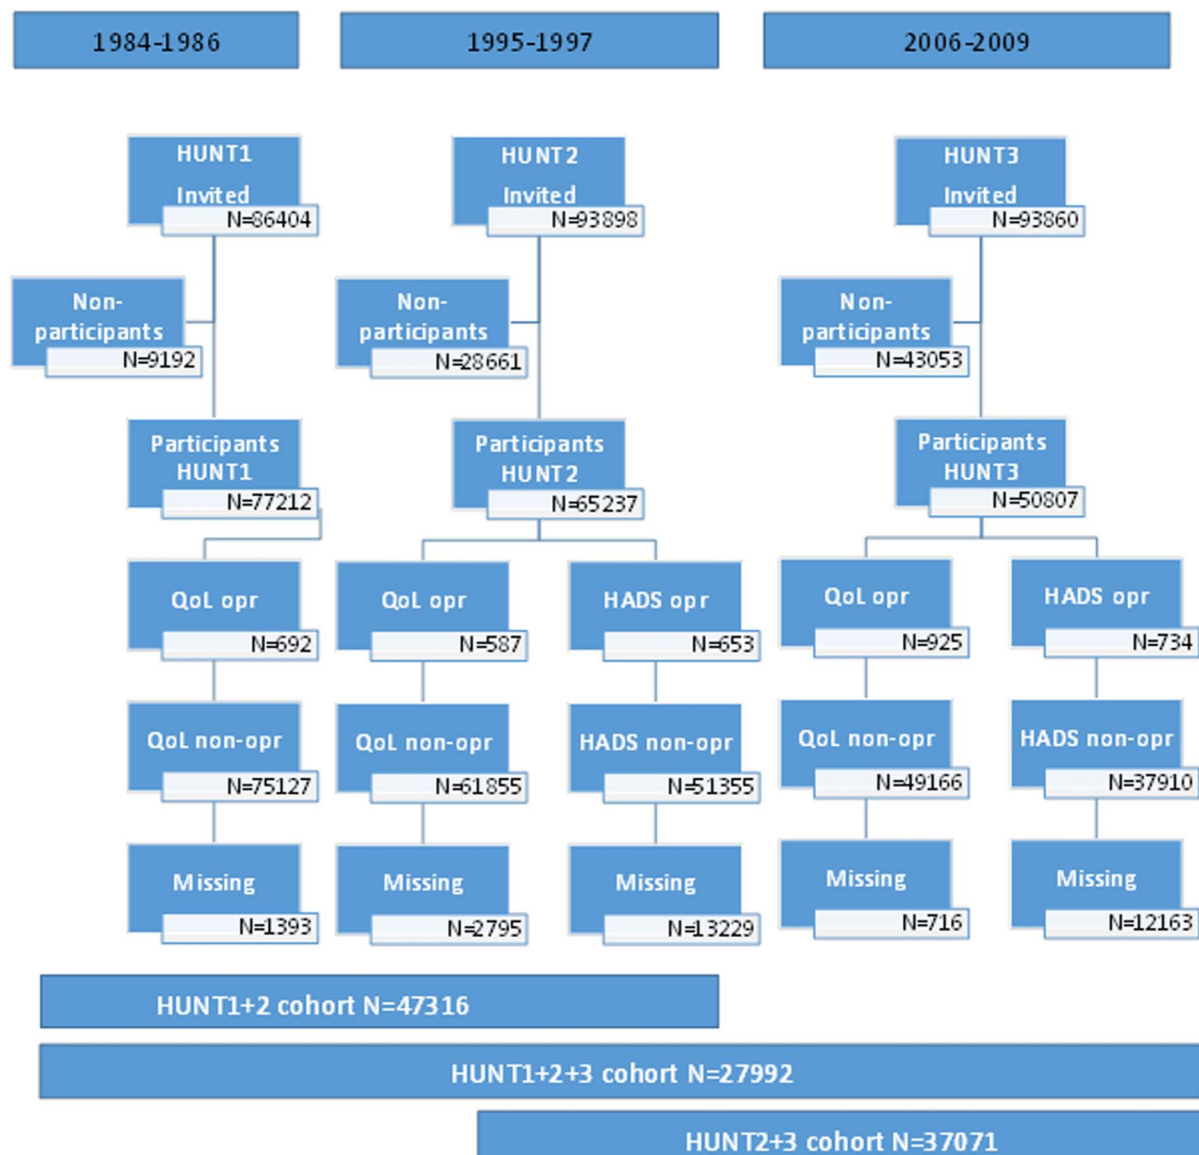 1984-1986
1995-1997
2006-2009
HUNT1
Invited
N=86404
HUNT2
Invited
N=93898
HUNT3
Invited
N=93860
Non-
participants
N=9192
Non-
participants
N=28661
Non-
participants
N=43053
Participants
HUNT1
N=77212
Participants
HUNT2
N=65237
Participants
HUNT3
N=50807
QoL opr
N=692
QoL opr
N=587
HADS opr
N=653
QoL opr
N=925
HADS opr
N=734
QoL non-opr
N=75127
QoL non-opr
N=61855
HADS non-opr
N=51355
QoL non-opr
N=49166
HADS non-opr
N=37910
Missing
N=1393
Missing
N=2795
Missing
N=13229
Missing
N=716
Missing
N=12163
HUNT1+2 cohort N=47316
HUNT1+2+3 cohort N=27992
HUNT2+3 cohort N=37071